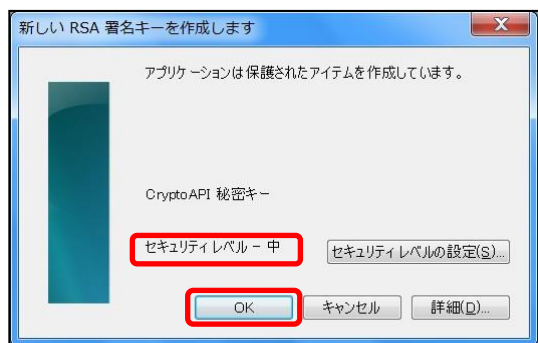 新しい RSA 署名キーを作成します
アプリケーションは保護されたアイテムを作成しています。
CryptoAPI 秘密キー
セキュリティ レベル - 中
セキュリティ レベルの設定(S)...
OK
キャンセル
詳細(D)...